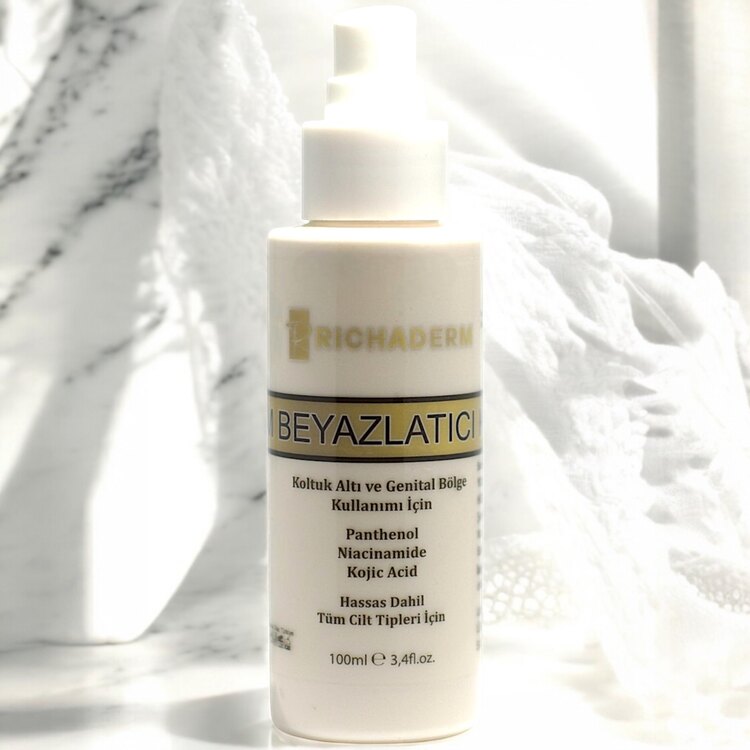 RICHADERM
BEYAZLATICI
Koltuk Altı ve Genital Bölge
Kullanımı İçin
Panthenol
Niacinamide
Kojic Acid
Hassas Dahil
Tüm Cilt Tipleri İçin
100ml ℮ 3,4fl.oz.